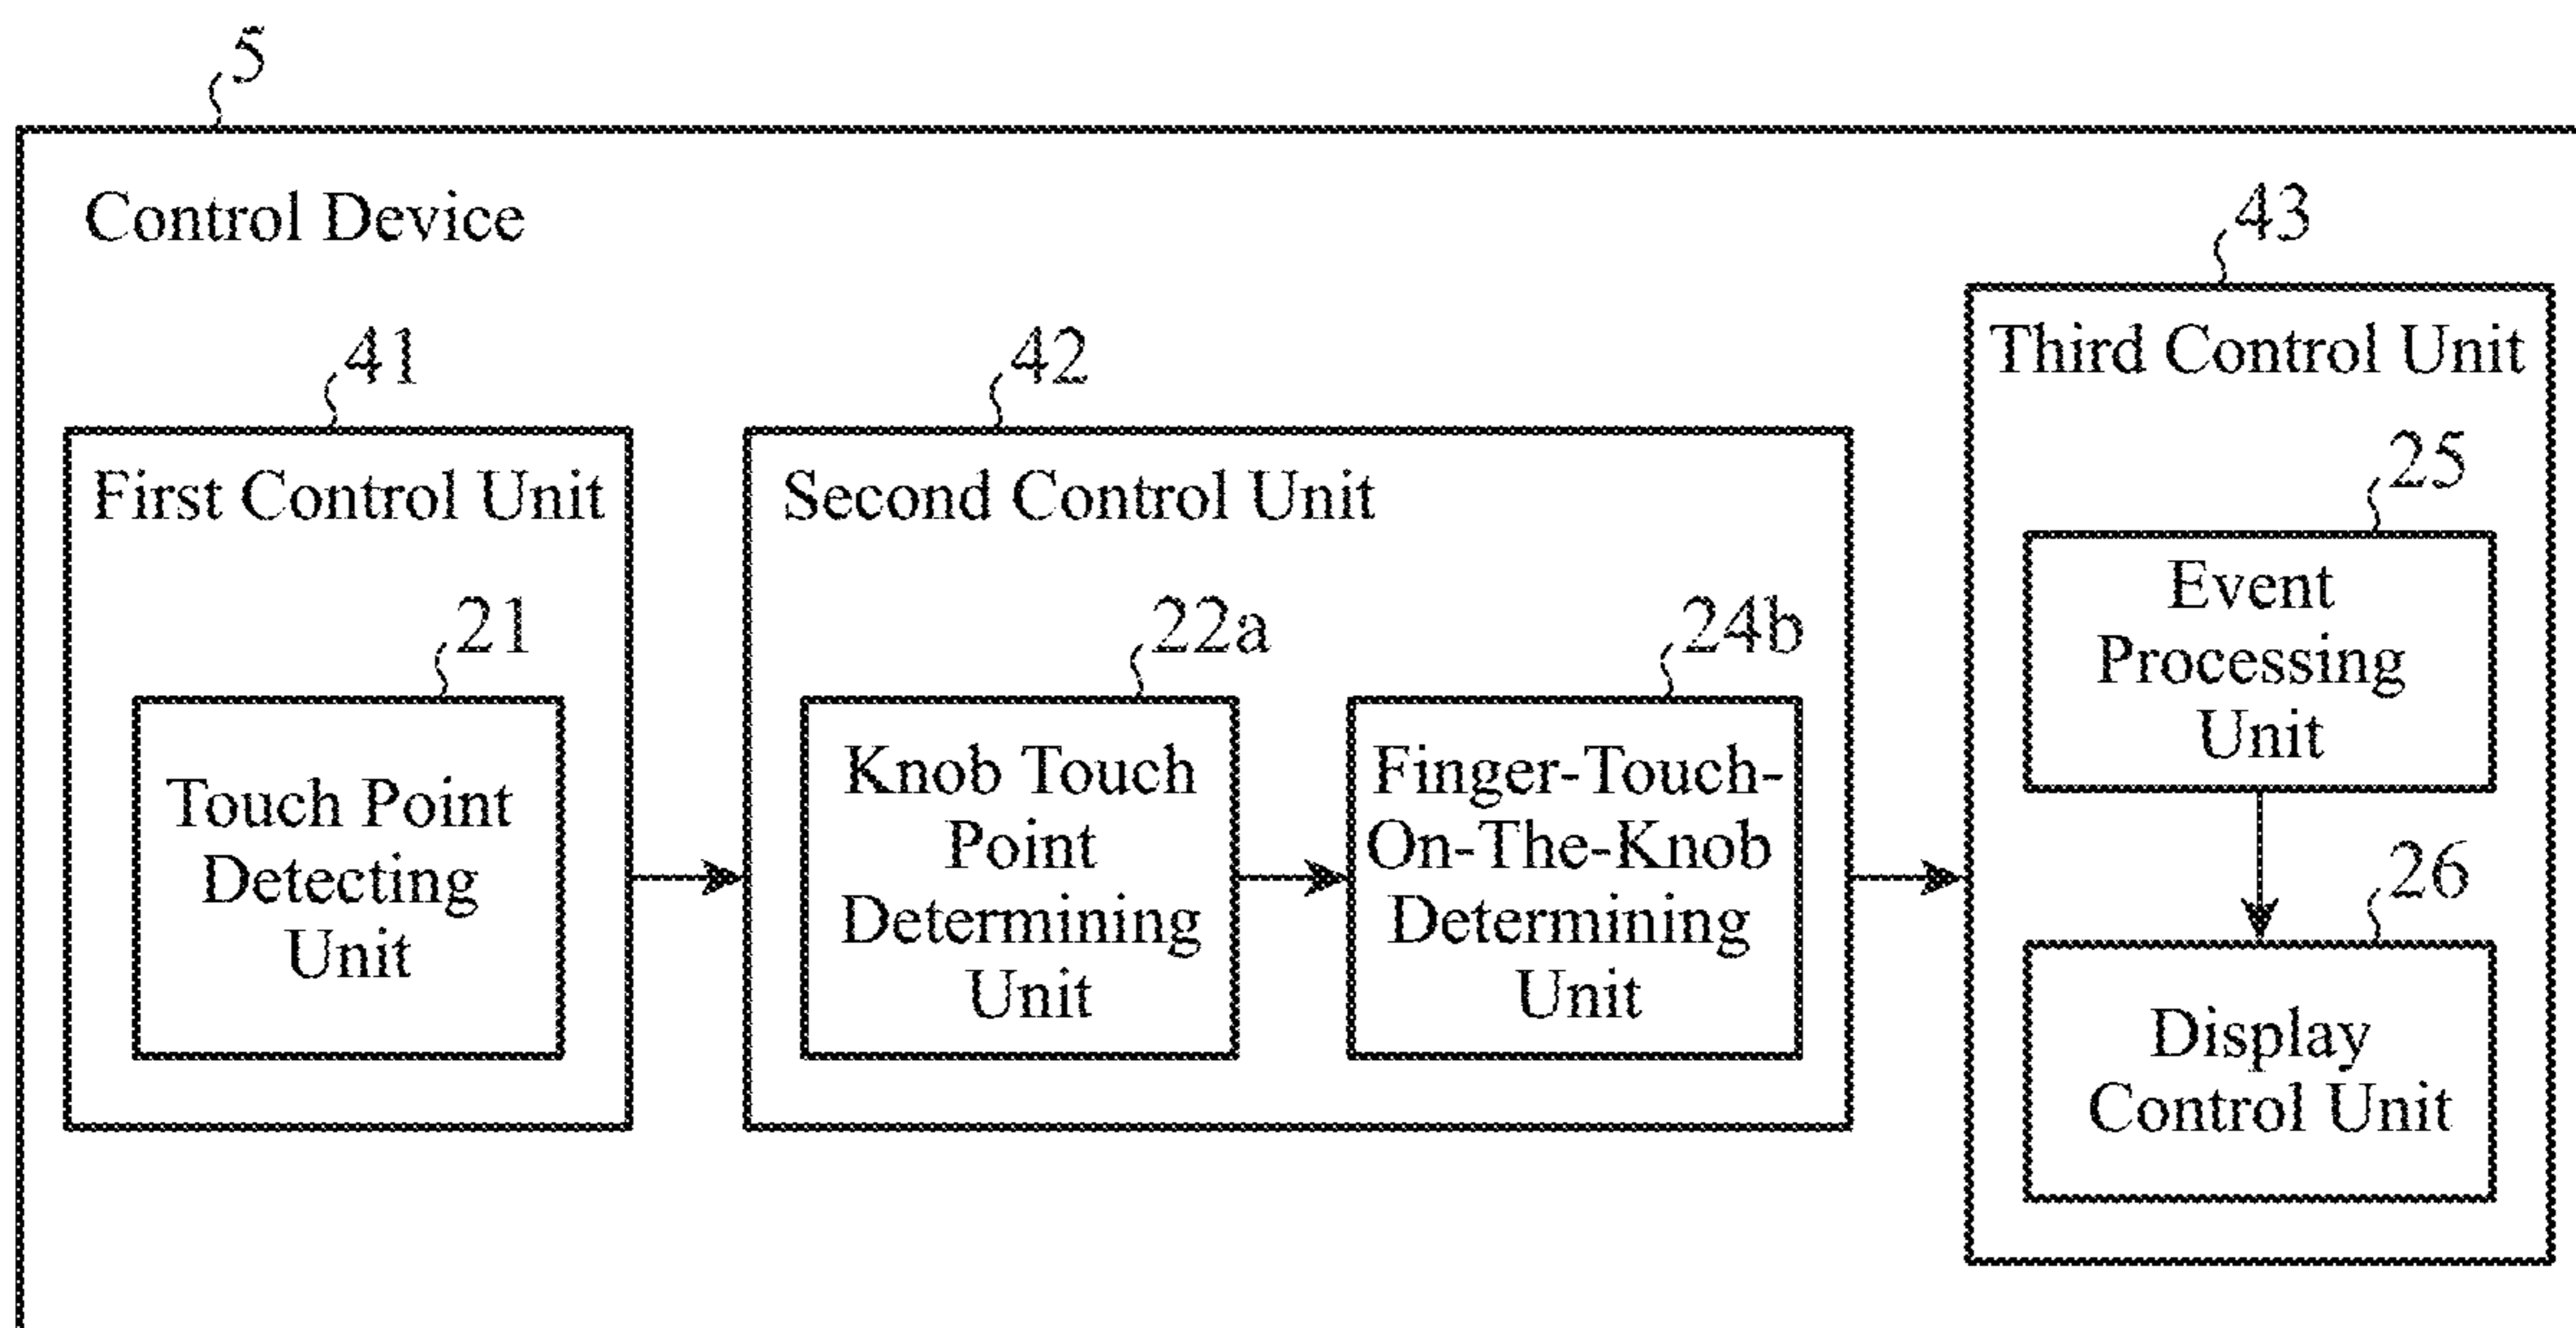 5
Control Device
41
First Control Unit
21
Touch Point
Detecting
Unit
42
Second Control Unit
22a
Knob Touch
Point
Determining
Unit
24b
Finger-Touch-
On-The-Knob
Determining
Unit
43
Third Control Unit
25
Event
Processing
Unit
26
Display
Control Unit